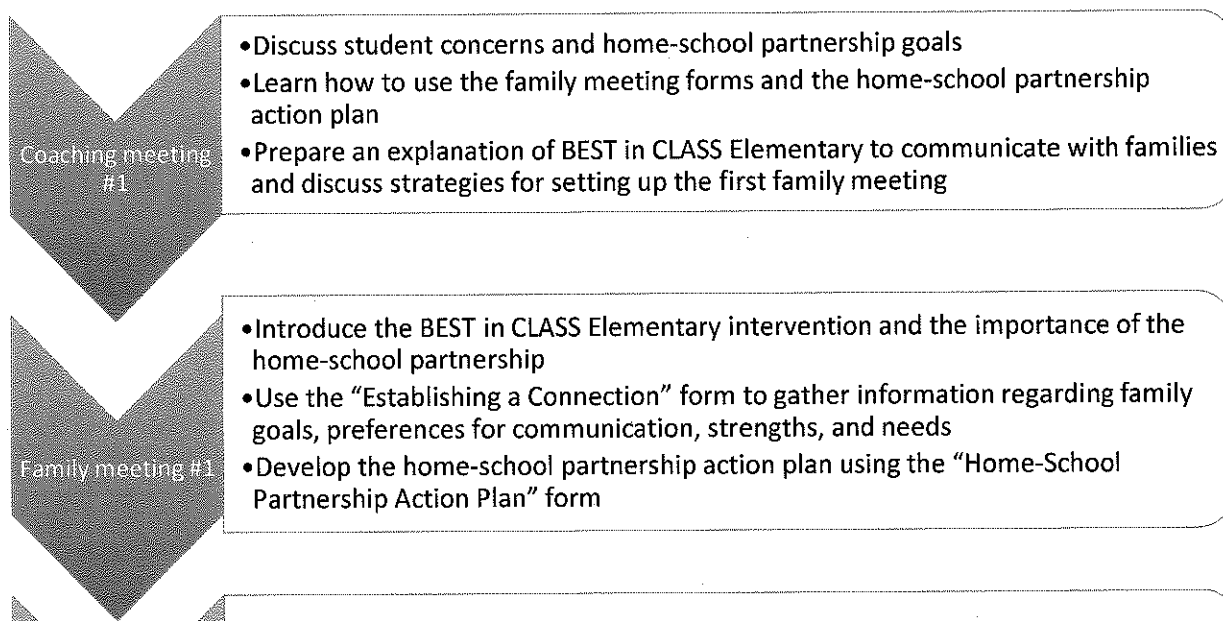 Coaching meeting
#1
•Discuss student concerns and home-school partnership goals
•Learn how to use the family meeting forms and the home-school partnership
action plan
•Prepare an explanation of BEST in CLASS Elementary to communicate with families
and discuss strategies for setting up the first family meeting
Family meeting #1
•Introduce the BEST in CLASS Elementary intervention and the importance of the
home-school partnership
•Use the “Establishing a Connection” form to gather information regarding family
goals, preferences for communication, strengths, and needs
•Develop the home-school partnership action plan using the “Home-School
Partnership Action Plan” form